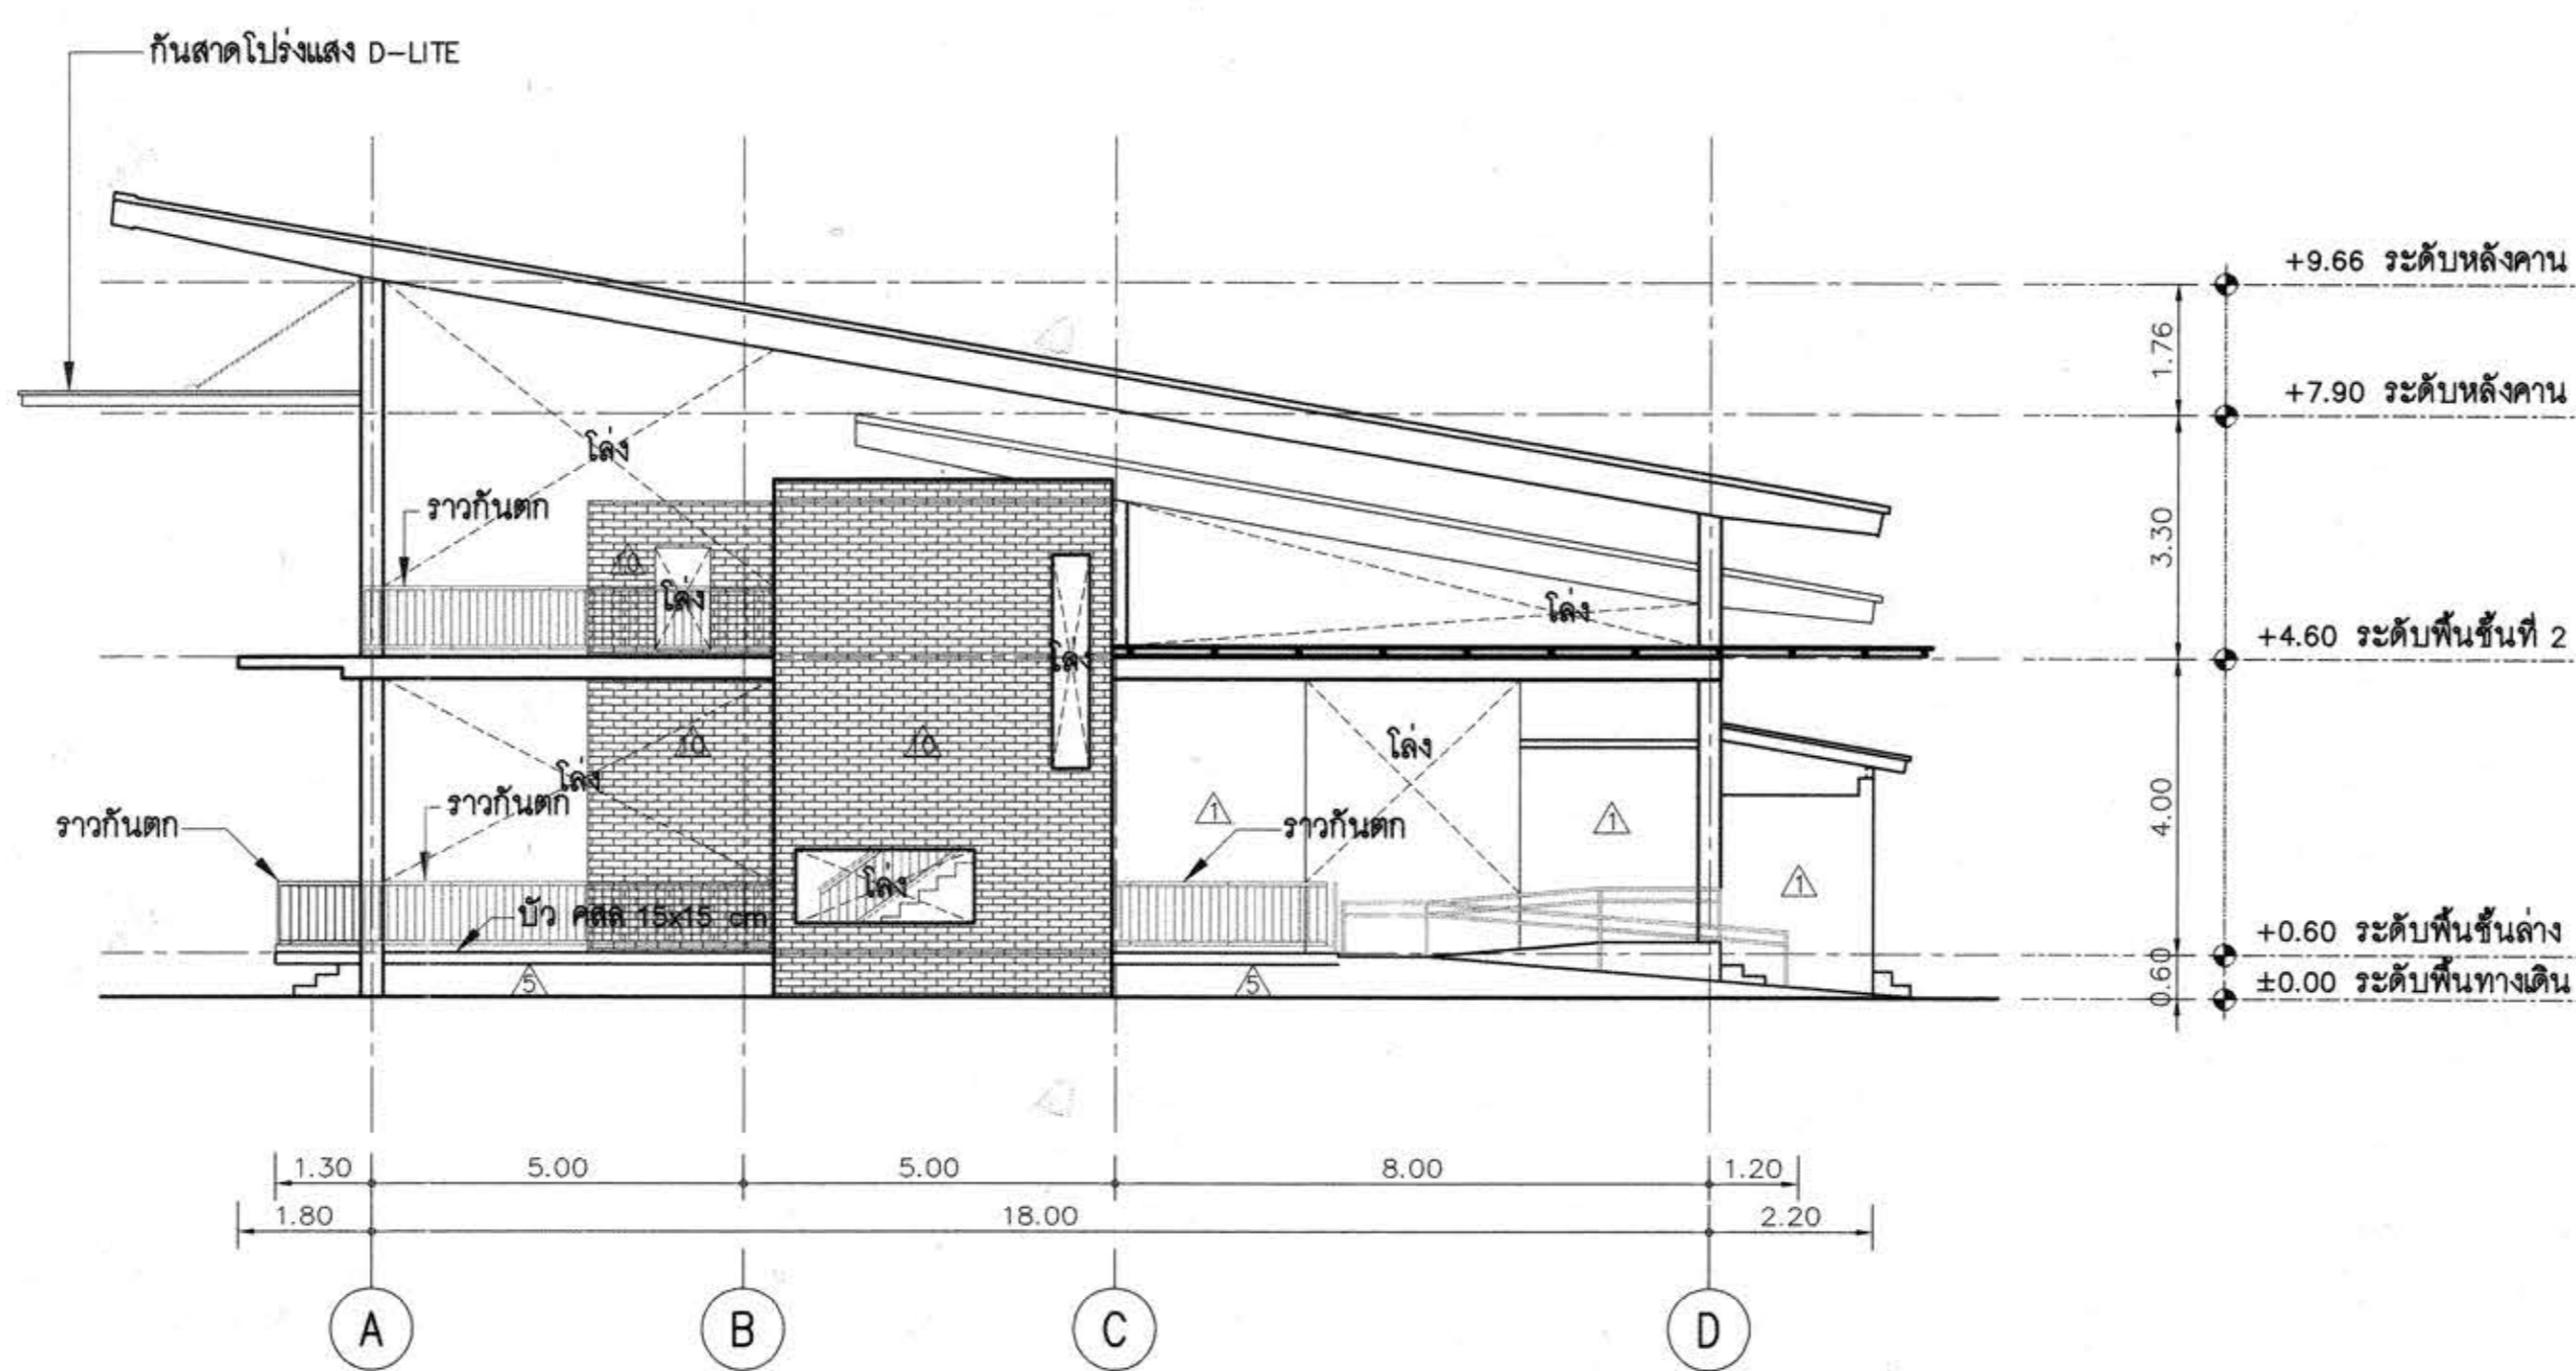 กันสาดโปร่งแสง D-LITE
+9.66 ระดับหลังคาน
1.76
+7.90 ระดับหลังคาน
โล่ง
ราวกันตก
3.30
10
โล่ง
โล่ง
+4.60 ระดับพื้นชั้นที่ 2
โล่ง
10
10
โล่ง
โล่ง
ราวกันตก
ราวกันตก
1
ราวกันตก
1
4.00
โล่ง
1
บัว คสล 15x15 cm
+0.60 ระดับพื้นชั้นล่าง
0.60
5
5
±0.00 ระดับพื้นทางเดิน
1.30 5.00 5.00 8.00 1.20
1.80 18.00 2.20
A B C D